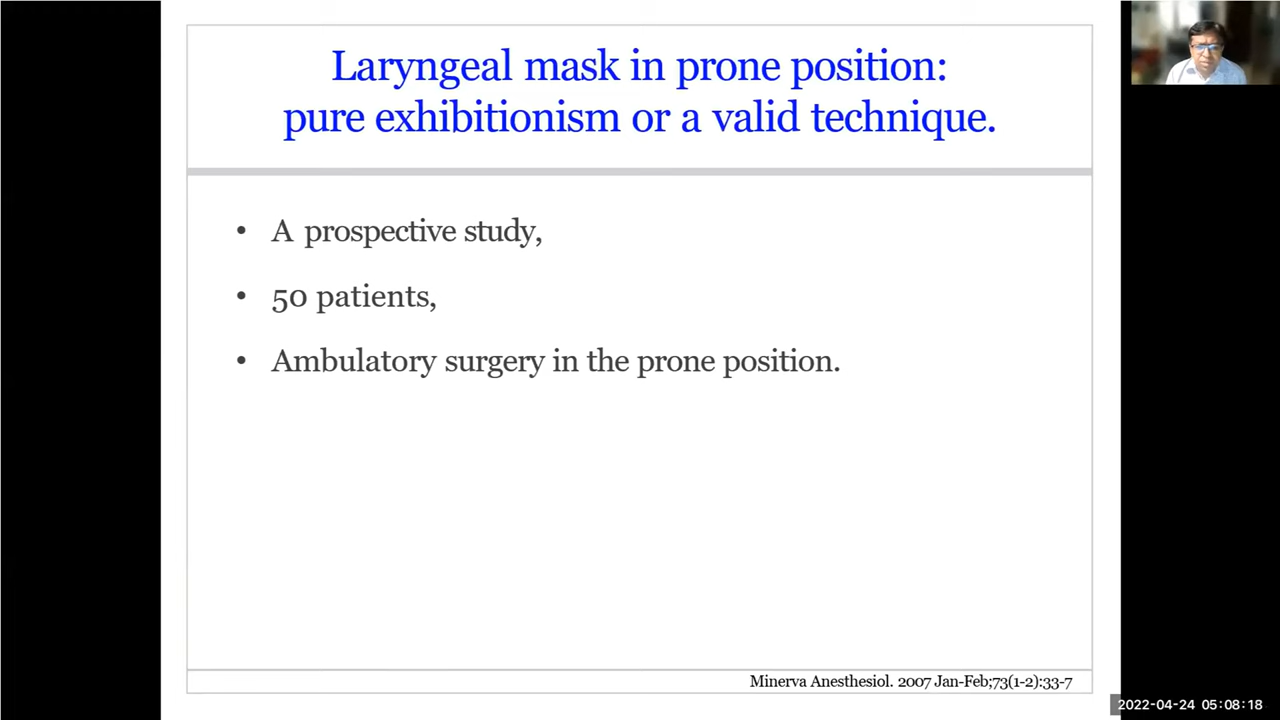 Laryngeal mask in prone position:
pure exhibitionism or a valid technique.
• A prospective study,
• 50 patients,
• Ambulatory surgery in the prone position.
Minerva Anesthesiol. 2007 Jan-Feb;73(1-2):33-7
2022-04-24 05:08:18